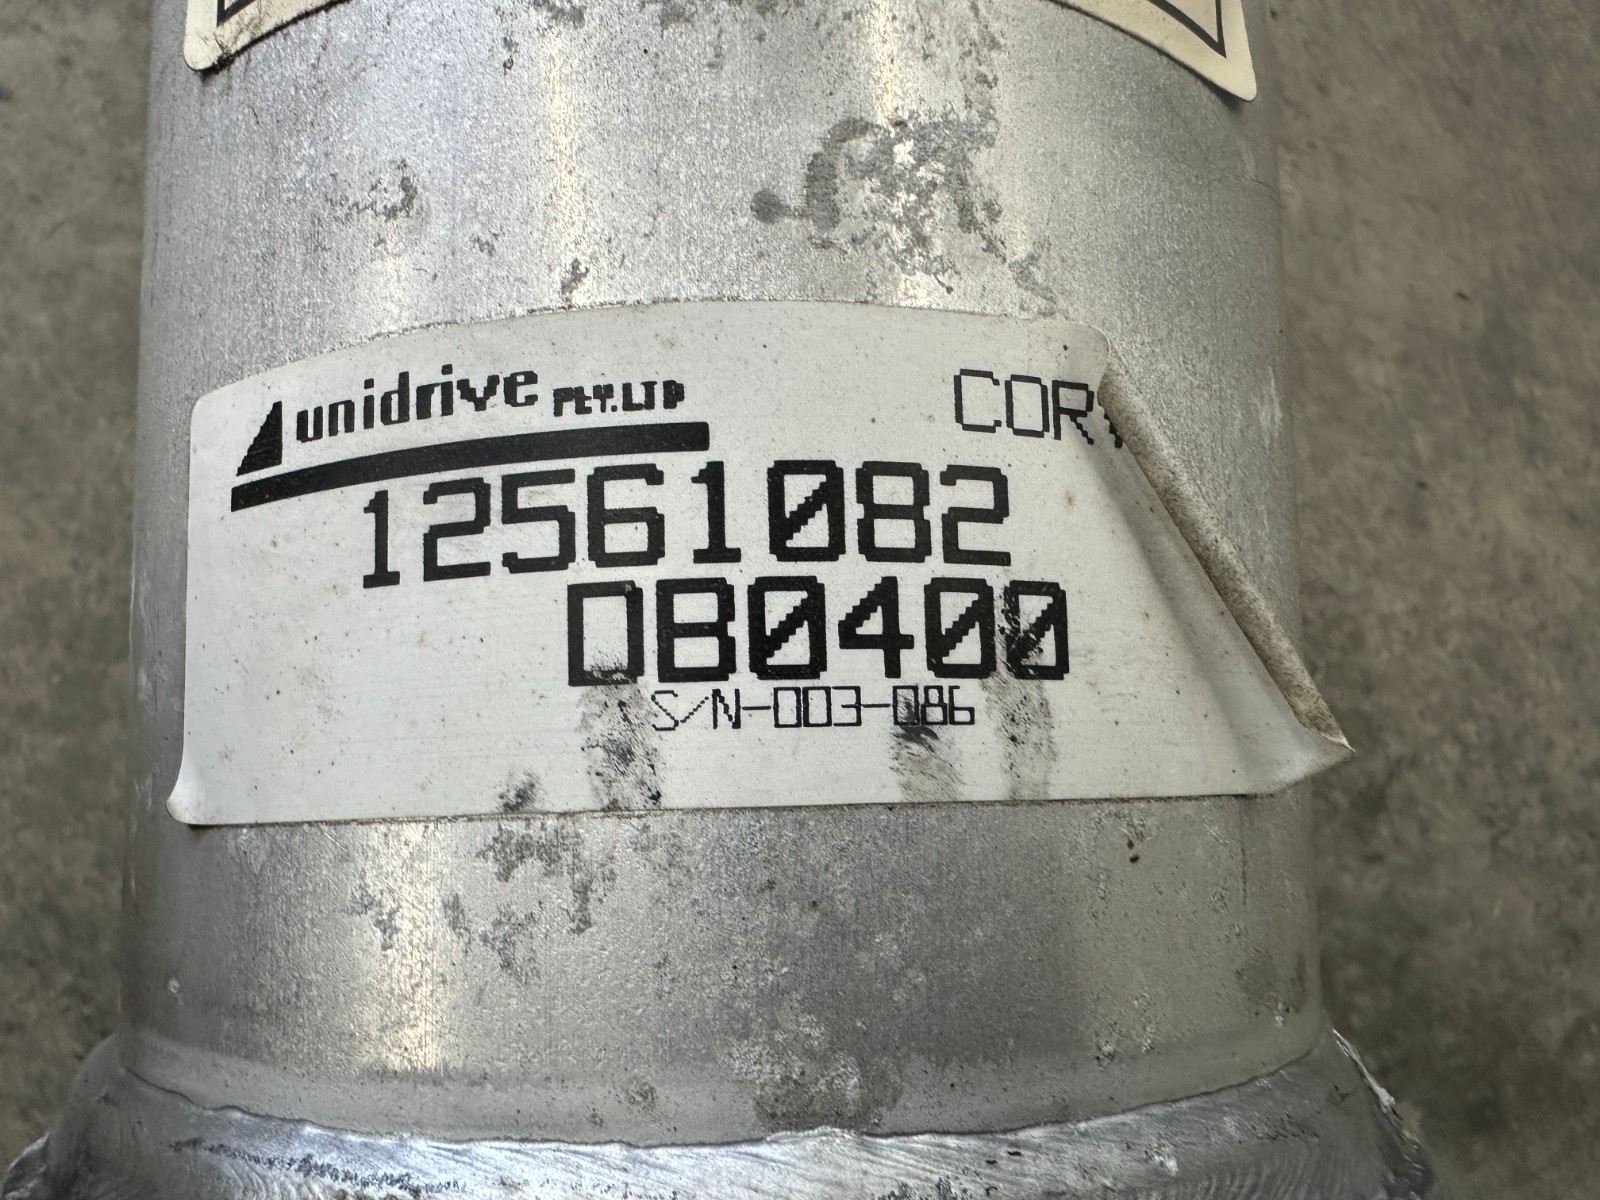 unidrive PTY.LTD
COR
12561082
DB0400
S/N-003-086